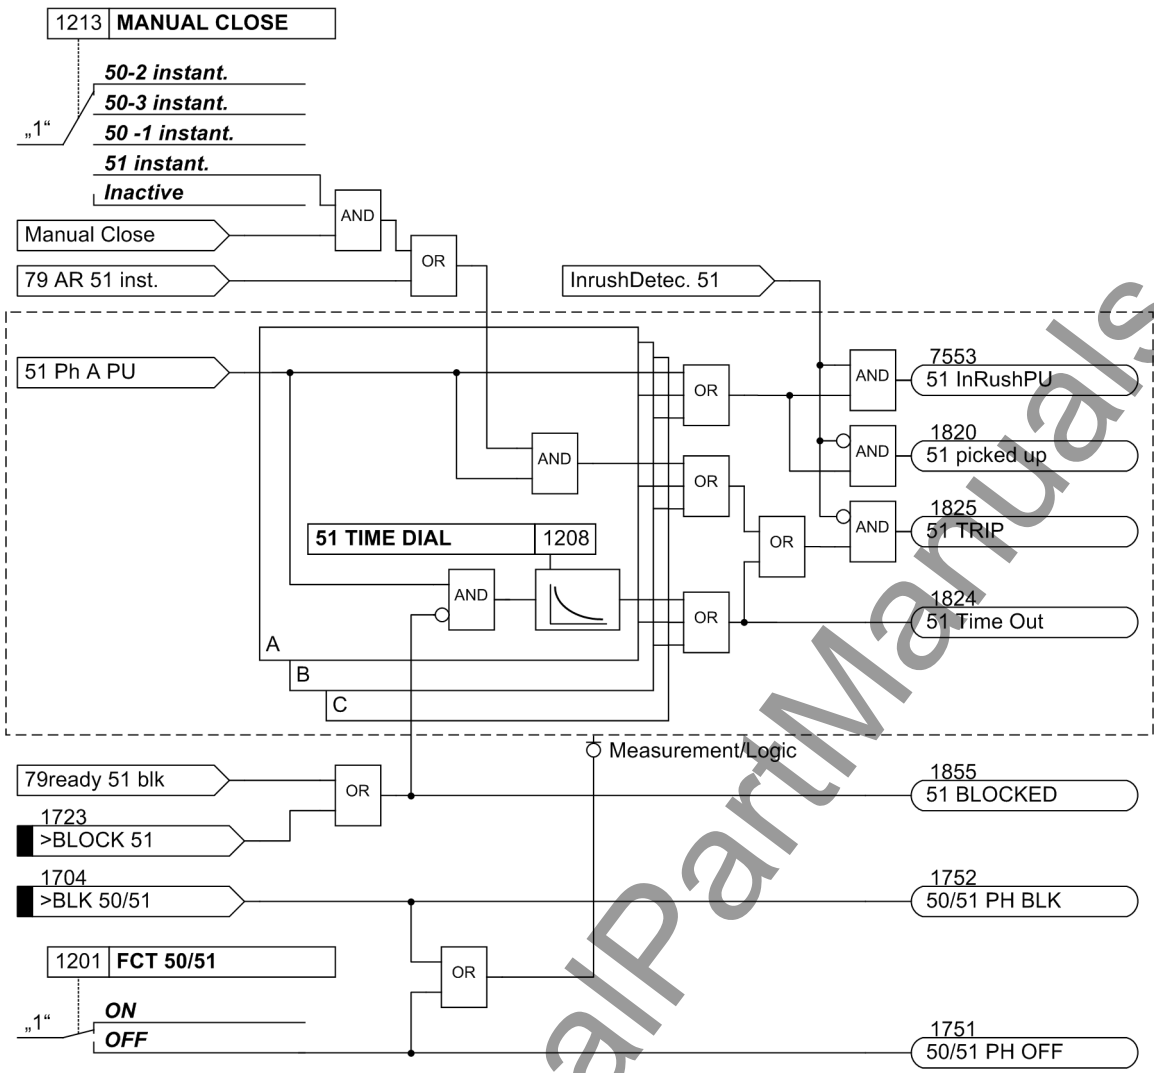 1213 MANUAL CLOSE
50-2 instant.
50-3 instant.
„1“
50 -1 instant.
51 instant.
Inactive
AND
Manual Close
OR
79 AR 51 inst.
InrushDetec. 51
51 Ph A PU
OR
AND
7553
51 InRushPU
AND
1820
51 picked up
AND
OR
51 TIME DIAL 1208
OR
AND
1825
51 TRIP
AND
OR
1824
51 Time Out
A
B
C
Measurement/Logic
79ready 51 blk
OR
1855
51 BLOCKED
1723
>BLOCK 51
1704
>BLK 50/51
1752
50/51 PH BLK
1201 FCT 50/51
OR
„1“
ON
OFF
1751
50/51 PH OFF
alPartManuals